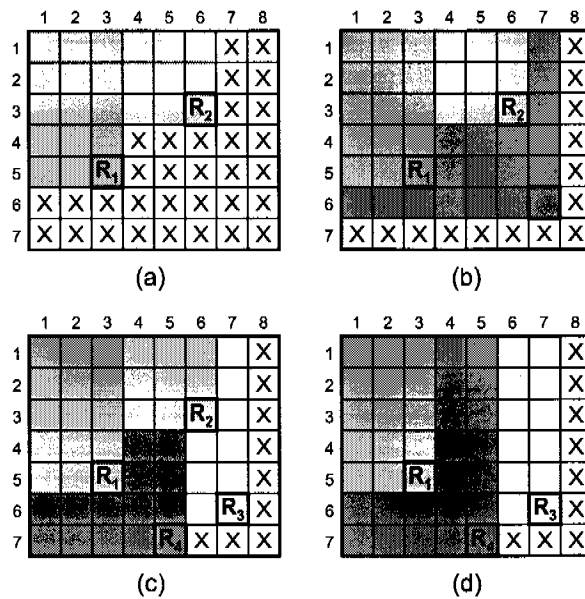 1 2 3 4 5 6 7 8
1 X X
2 X X
3 R₂ X X
4 X X X X X
5 R₁ X X X X X
6 X X X X X X X X
7 X X X X X X X X
(a)
1 2 3 4 5 6 7 8
1 X
2 X
3 R₂ X
4 X
5 R₁ X
6 X
7 X X X X X X X X
(b)
1 2 3 4 5 6 7 8
1 X
2 X
3 R₂ X
4 X
5 R₁ X
6 R₃ X
7 R₄ X X X
(c)
1 2 3 4 5 6 7 8
1 X
2 X
3 X
4 X
5 R₁ X
6 R₃ X
7 R₄ X X X
(d)